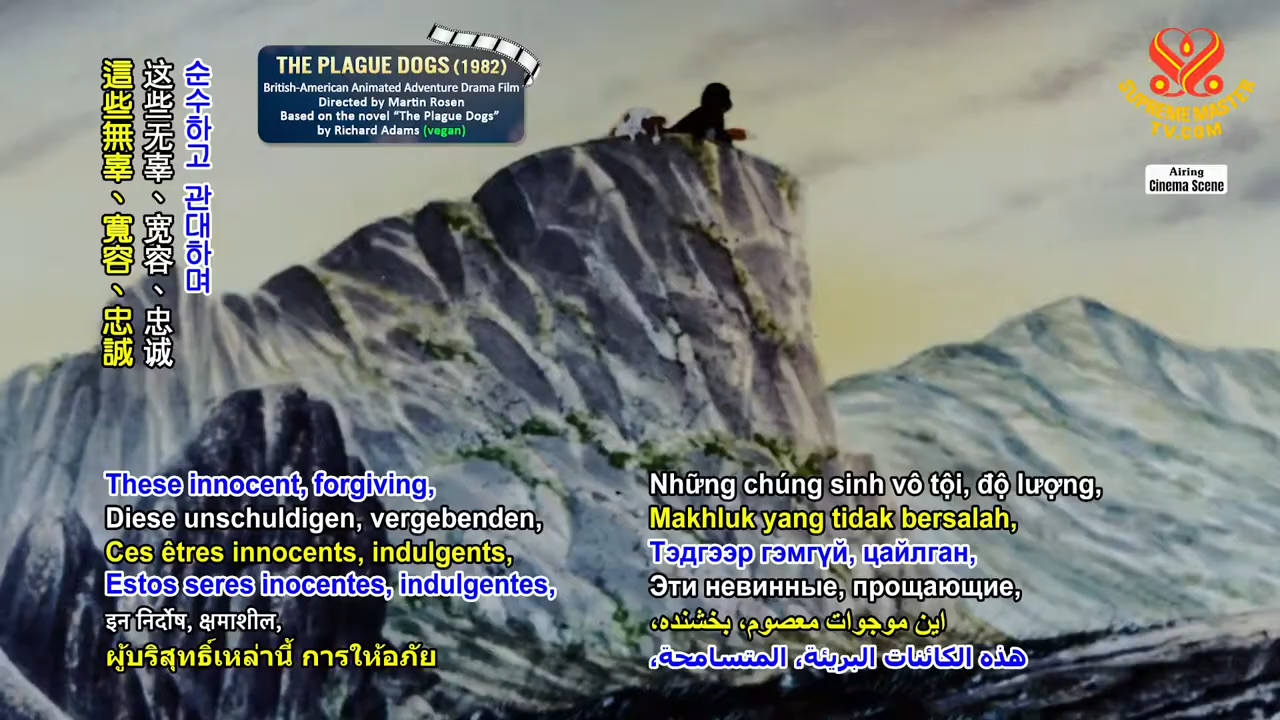 THE PLAGUE DOGS (1982)
British-American Animated Adventure Drama Film
Directed by Martin Rosen
Based on the novel “The Plague Dogs”
by Richard Adams (vegan)
SUPREME MASTER
TV.COM
Airing
Cinema Scene
순수하고 관대하며
这些无辜、宽容、忠诚
這些無辜、寬容、忠誠
These innocent, forgiving,
Diese unschuldigen, vergebenden,
Ces êtres innocents, indulgents,
Estos seres inocentes, indulgentes,
इन निर्दोष, क्षमाशील,
ผู้บริสุทธิ์เหล่านี้ การให้อภัย
Những chúng sinh vô tội, độ lượng,
Makhluk yang tidak bersalah,
Тэдгээр гэмгүй, цайлган,
Эти невинные, прощающие,
این موجوات معصوم، بخشنده،
هذه الكائنات البريئة، المتسامحة،